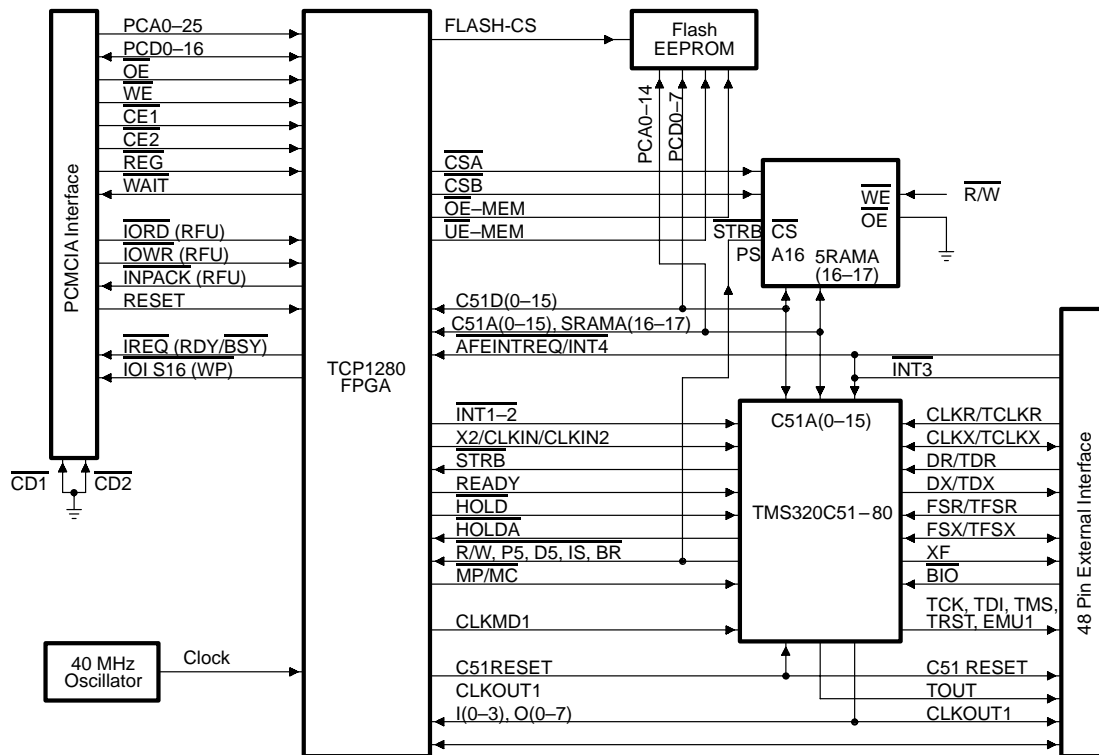 PCA0–25
PCD0–16
OE
WE
CE1
CE2
REG
WAIT
IORD (RFU)
IOWR (RFU)
INPACK (RFU)
RESET
IREQ (RDY/BSY)
IOI S16 (WP)
PCMCIA Interface
CD1
CD2
40 MHz
Oscillator
Clock
TCP1280
FPGA
FLASH-CS
Flash
EEPROM
PCA0–14
PCD0–7
CSA
CSB
OE–MEM
UE–MEM
STRB
PS
CS
A16
WE
OE
5RAMA
(16–17)
R/W
C51D(0–15)
C51A(0–15), SRAMA(16–17)
AFEINTREQ/INT4
INT3
INT1–2
X2/CLKIN/CLKIN2
STRB
READY
HOLD
HOLDA
R/W, P5, D5, IS, BR
MP/MC
CLKMD1
C51RESET
CLKOUT1
I(0–3), O(0–7)
C51A(0–15)
TMS320C51–80
CLKR/TCLKR
CLKX/TCLKX
DR/TDR
DX/TDX
FSR/TFSR
FSX/TFSX
XF
BIO
TCK, TDI, TMS,
TRST, EMU1
C51 RESET
TOUT
CLKOUT1
48 Pin External Interface